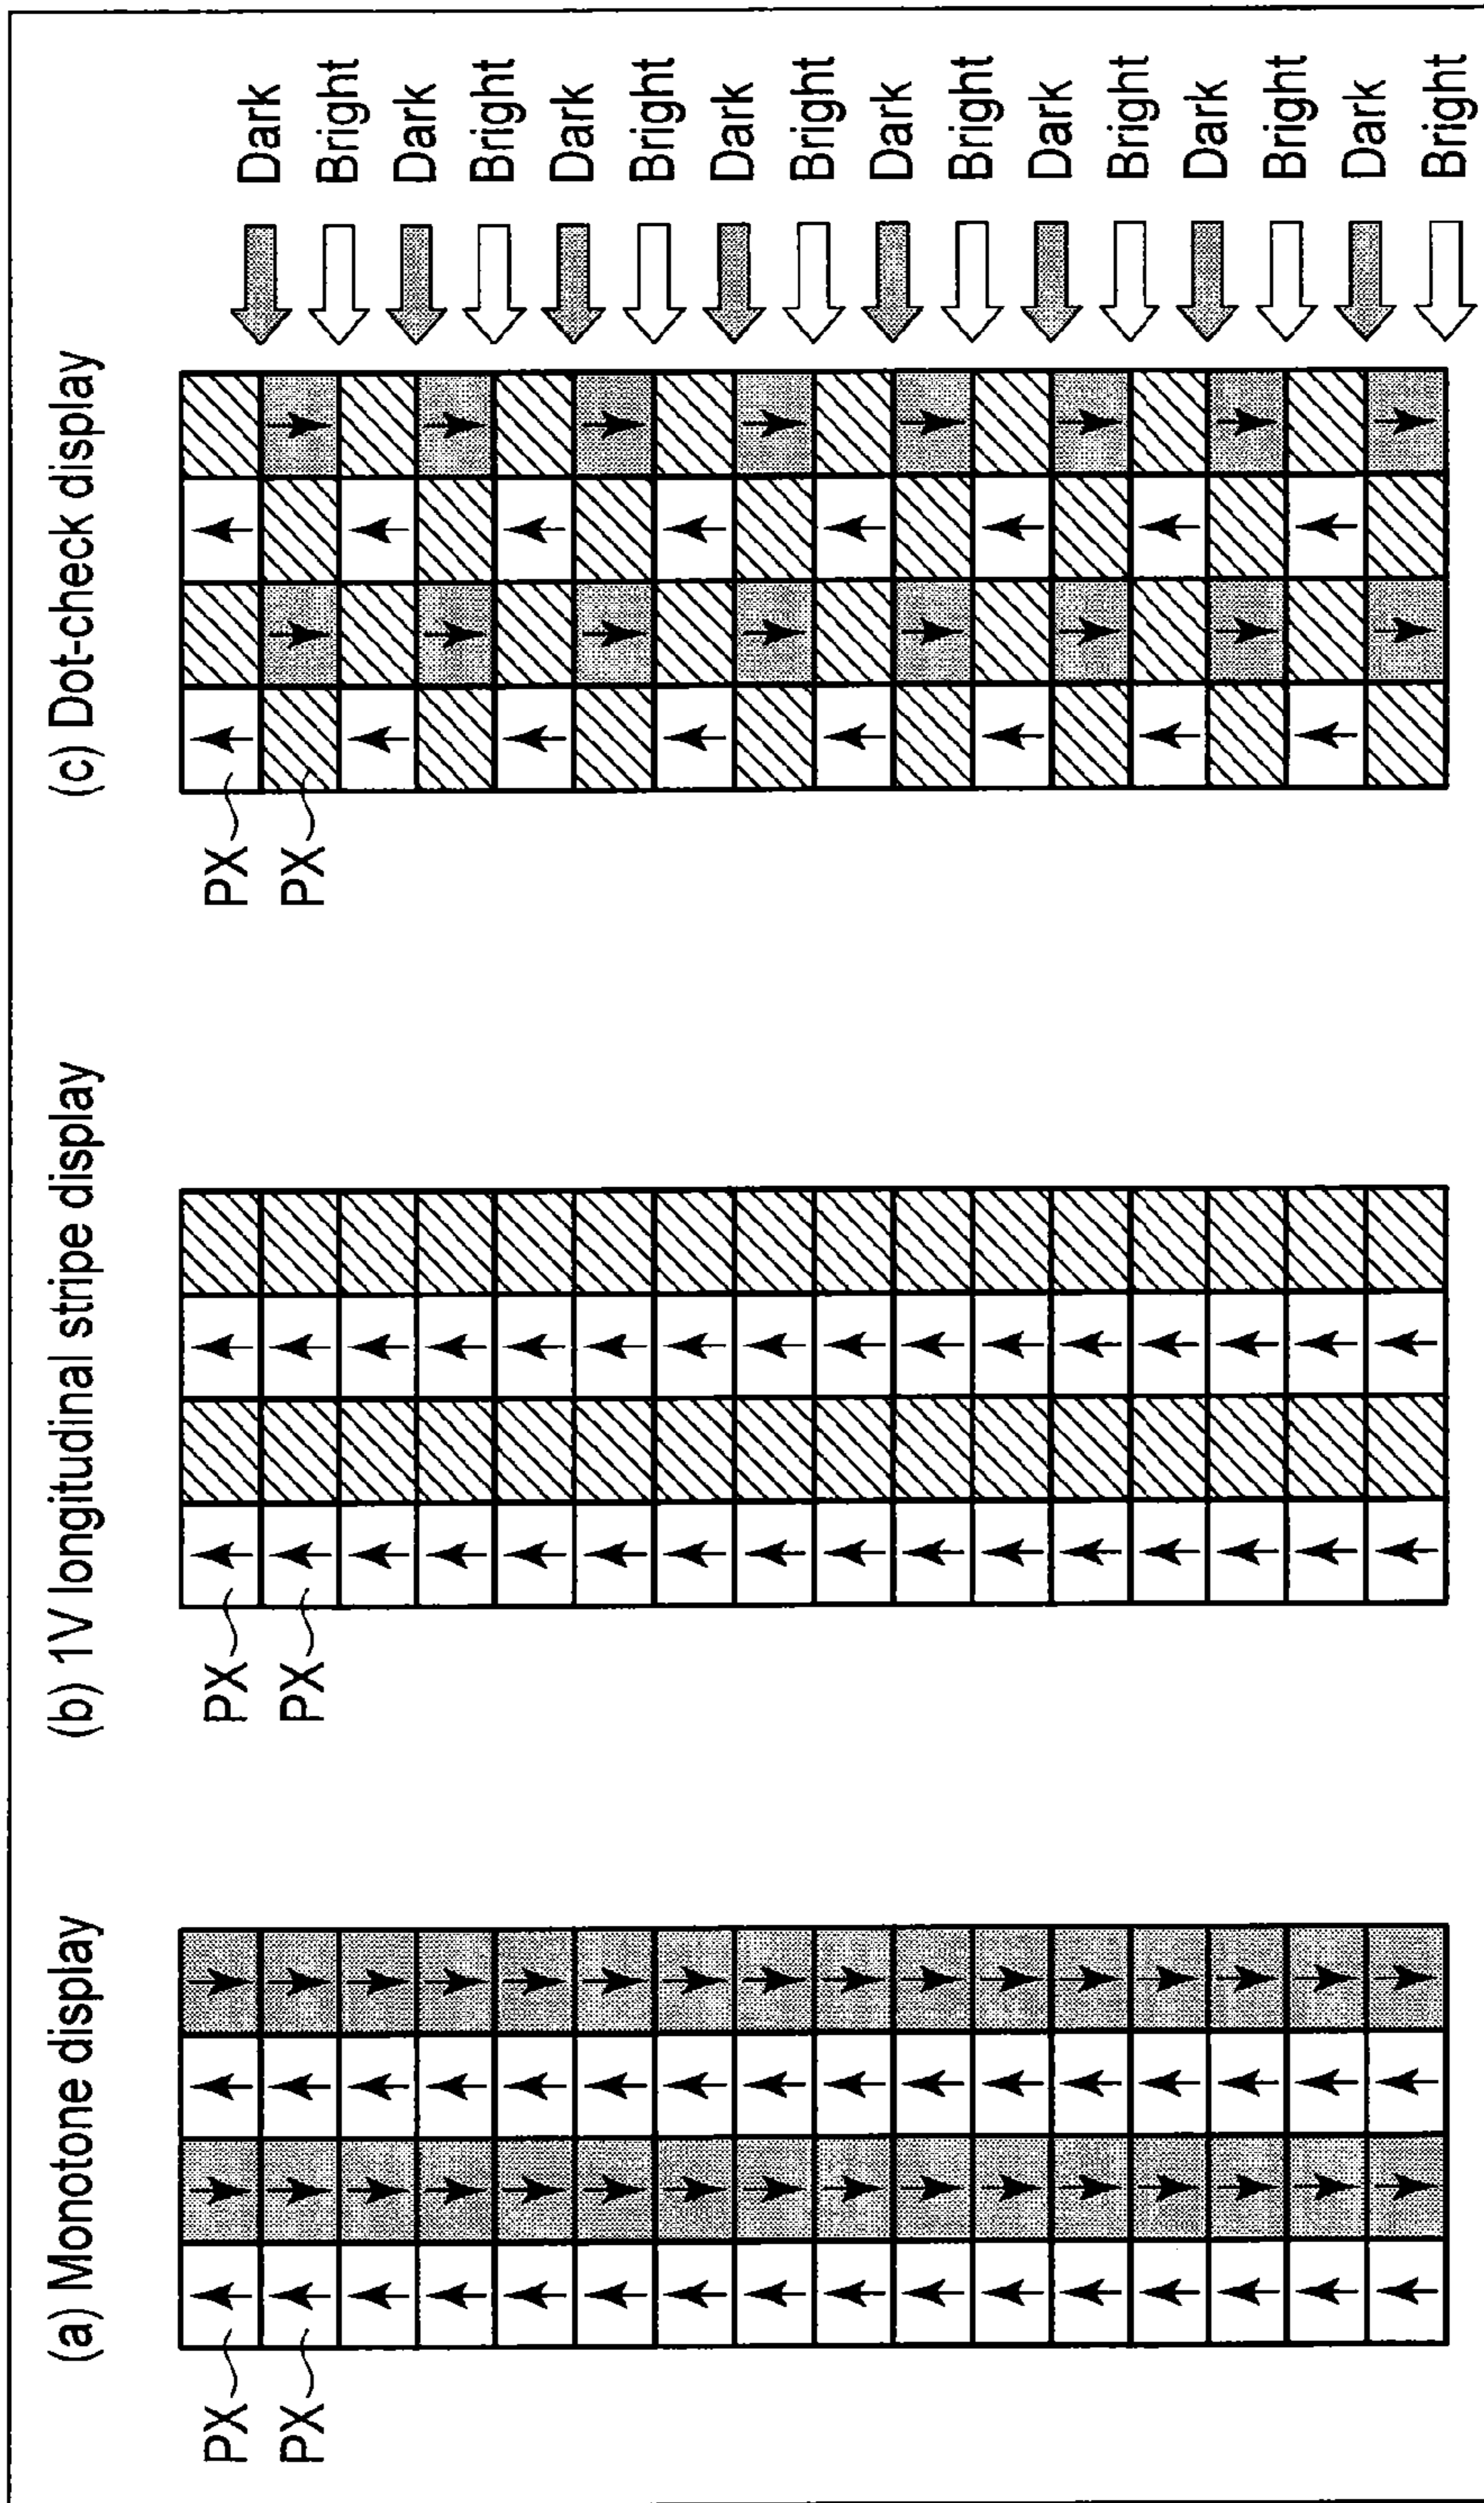 (a) Monotone display
PX
PX
(b) 1V longitudinal stripe display
PX
PX
(c) Dot-check display
PX
PX
Dark
Bright
Dark
Bright
Dark
Bright
Dark
Bright
Dark
Bright
Dark
Bright
Dark
Bright
Dark
Bright